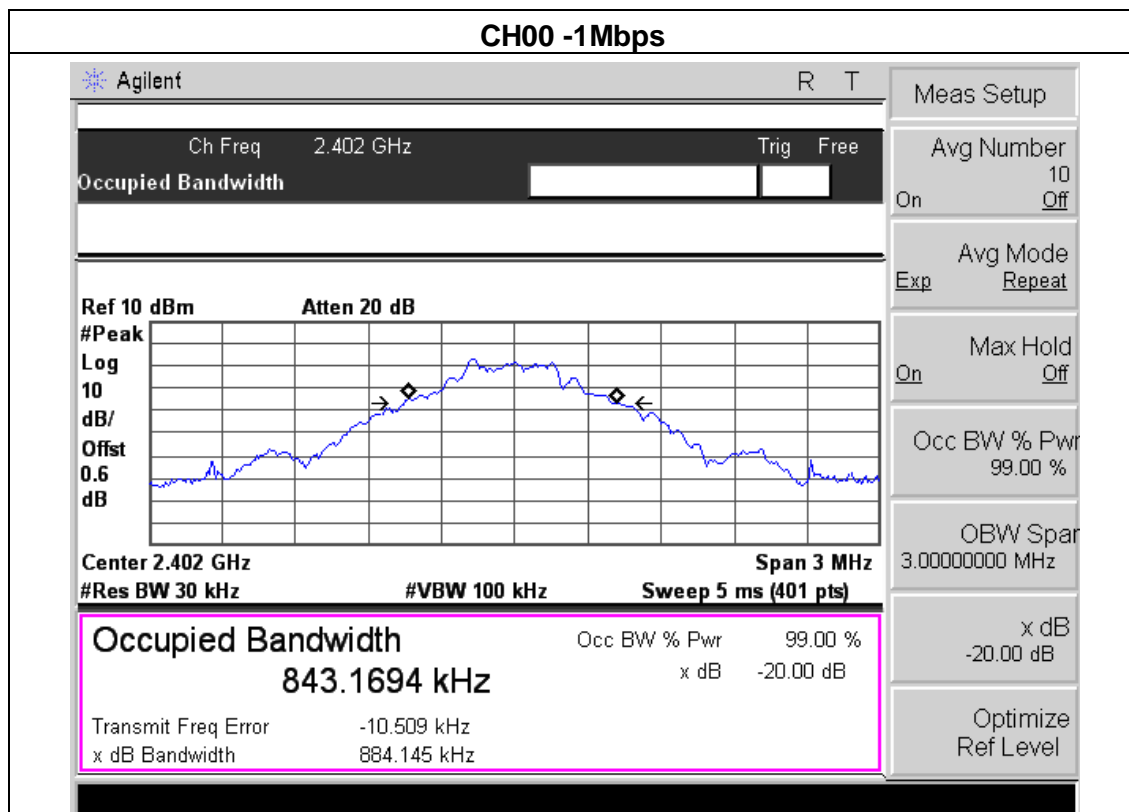 CH00 -1Mbps
Agilent R T
Ch Freq 2.402 GHz Trig Free
Occupied Bandwidth
Ref 10 dBm Atten 20 dB
#Peak
Log
10
dB/
Offst
0.6
dB
Center 2.402 GHz Span 3 MHz
#Res BW 30 kHz #VBW 100 kHz Sweep 5 ms (401 pts)
Occupied Bandwidth Occ BW % Pwr 99.00 %
843.1694 kHz x dB -20.00 dB
Transmit Freq Error -10.509 kHz
x dB Bandwidth 884.145 kHz
Meas Setup
Avg Number
10
On Off
Avg Mode
Exp Repeat
Max Hold
On Off
Occ BW % Pwr
99.00 %
OBW Spar
3.00000000 MHz
x dB
-20.00 dB
Optimize
Ref Level